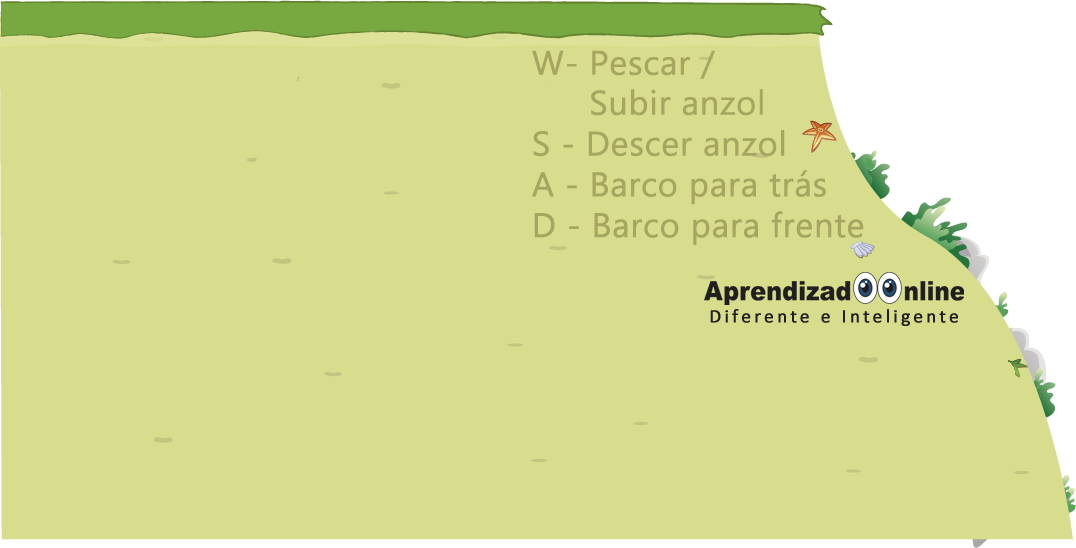 W- Pescar /
Subir anzol
S - Descer anzol
A - Barco para trás
D - Barco para frente
AprendizadOOnline
Diferente e Inteligente